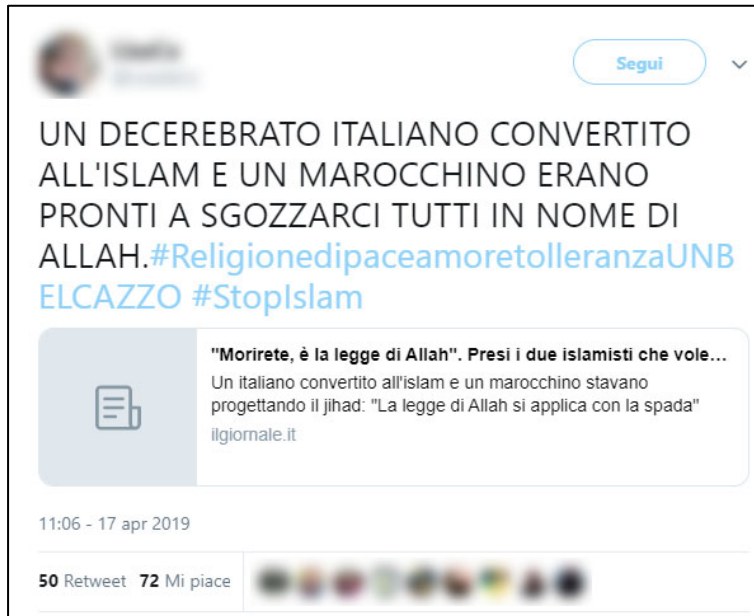 Segui
UN DECEREBRATO ITALIANO CONVERTITO
ALL'ISLAM E UN MAROCCHINO ERANO
PRONTI A SGOZZARCI TUTTI IN NOME DI
ALLAH.#ReligionedipaceamoretolleranzaUNB
ELCAZZO #StopIslam
"Morirete, è la legge di Allah". Presi i due islamisti che vole...
Un italiano convertito all'islam e un marocchino stavano
progettando il jihad: "La legge di Allah si applica con la spada"
ilgiornale.it
11:06 - 17 apr 2019
50 Retweet 72 Mi piace